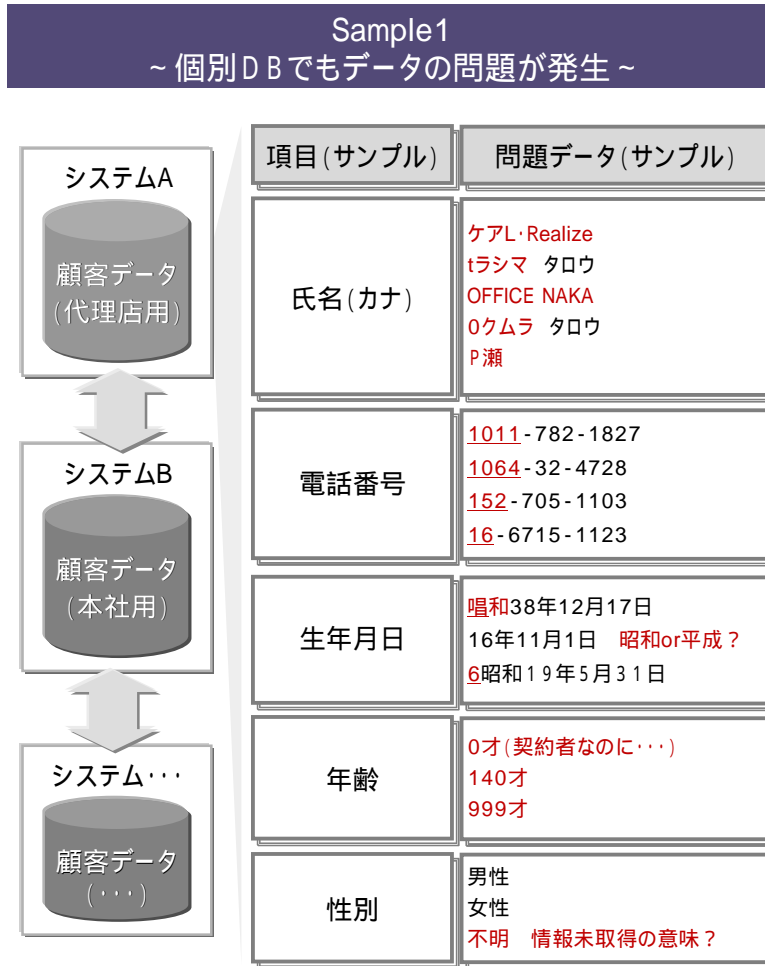 Sample1
~個別DBでもデータの問題が発生~
システムA
顧客データ
(代理店用)
システムB
顧客データ
(本社用)
システム・・・
顧客データ
(・・・)
項目(サンプル) 問題データ(サンプル)
氏名(カナ)
ケアL・Realize
tラシマ タロウ
OFFICE NAKA
0クムラ タロウ
P瀬
電話番号
1011-782-1827
1064-32-4728
152-705-1103
16-6715-1123
生年月日
唱和38年12月17日
16年11月1日 昭和or平成?
6昭和19年5月31日
年齢
0才(契約者なのに・・・)
140才
999才
性別
男性
女性
不明 情報未取得の意味?